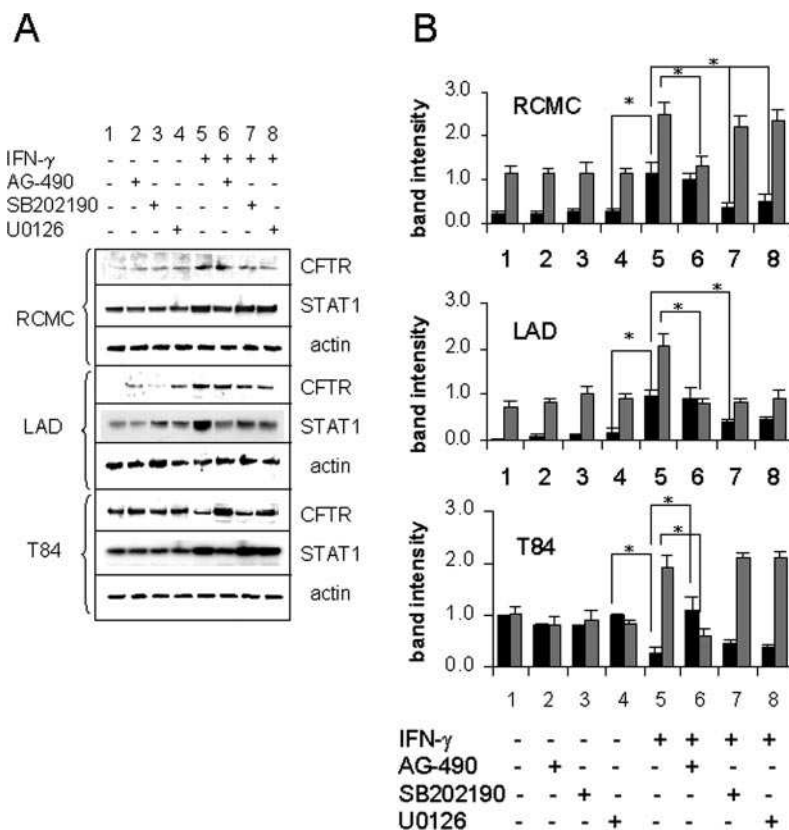 A
1 2 3 4 5 6 7 8
IFN-γ - - - - + + + +
AG-490 - + - - - + - -
SB202190 - - + - - - + -
U0126 - - - + - - - +
RCMC
CFTR
STAT1
actin
LAD
CFTR
STAT1
actin
T84
CFTR
STAT1
actin
B
band intensity
3.0
2.0
1.0
0.0
RCMC
* * *
1 2 3 4 5 6 7 8
band intensity
3.0
2.0
1.0
0.0
LAD
* * *
1 2 3 4 5 6 7 8
band intensity
3.0
2.0
1.0
0.0
T84
* * *
1 2 3 4 5 6 7 8
IFN-γ - - - - + + + +
AG-490 - + - - - + - -
SB202190 - - + - - - + -
U0126 - - - + - - - +